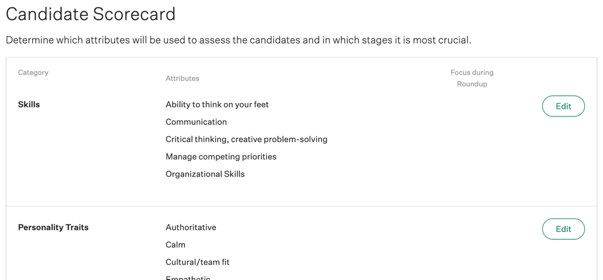 Candidate Scorecard
Determine which attributes will be used to assess the candidates and in which stages it is most crucial.
Category
Attributes
Focus during
Roundup
Skills
Ability to think on your feet
Edit
Communication
Critical thinking, creative problem-solving
Manage competing priorities
Organizational Skills
Personality Traits
Authoritative
Edit
Calm
Cultural/team fit
Empathetic